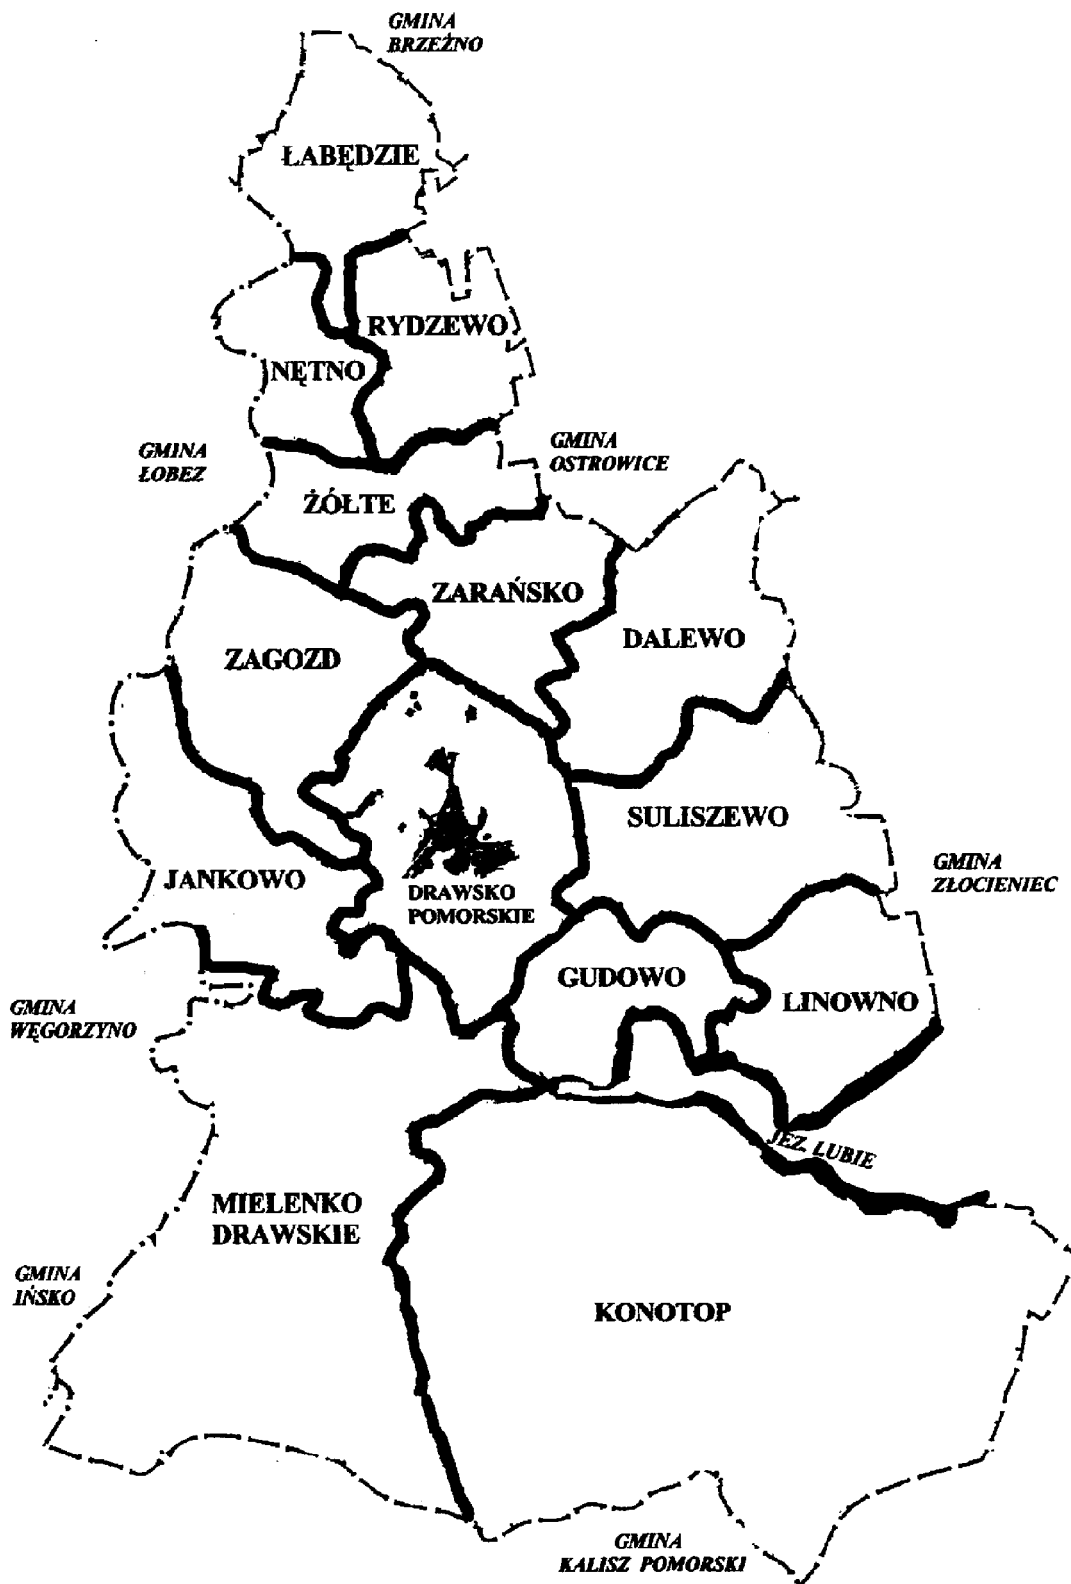 GMINA
BRZEŻNO
ŁABĘDZIE
RYDZEWO
NĘTNO
GMINA
ŁOBEZ
GMINA
OSTROWICE
ŻÓŁTE
ZARAŃSKO
DALEWO
ZAGOZD
SULISZEWO
JANKOWO
DRAWSKO
POMORSKIE
GMINA
ZŁOCIENIEC
GUDOWO
LINOWNO
GMINA
WĘGORZYNO
JEZ. LUBIE
MIELENKO
DRAWSKIE
GMINA
IŃSKO
KONOTOP
GMINA
KALISZ POMORSKI